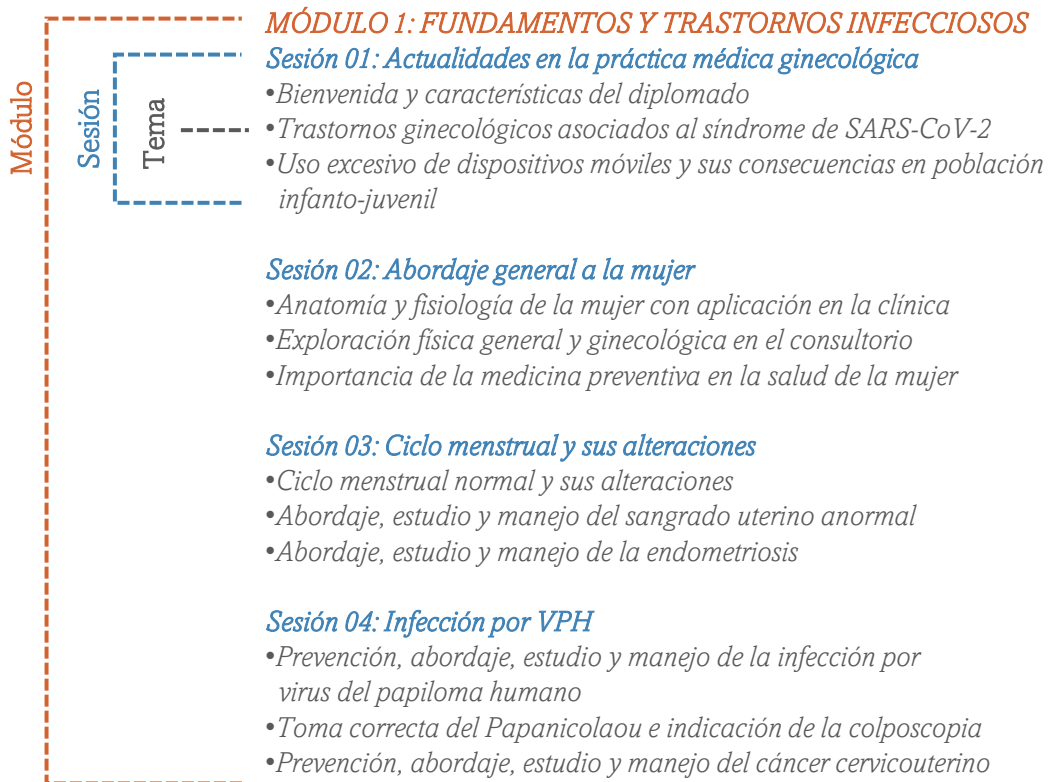 MÓDULO 1: FUNDAMENTOS Y TRASTORNOS INFECCIOSOS
Sesión 01: Actualidades en la práctica médica ginecológica
•Bienvenida y características del diplomado
•Trastornos ginecológicos asociados al síndrome de SARS-CoV-2
•Uso excesivo de dispositivos móviles y sus consecuencias en población
infanto-juvenil
Módulo
Sesión
Tema
Sesión 02: Abordaje general a la mujer
•Anatomía y fisiología de la mujer con aplicación en la clínica
•Exploración física general y ginecológica en el consultorio
•Importancia de la medicina preventiva en la salud de la mujer
Sesión 03: Ciclo menstrual y sus alteraciones
•Ciclo menstrual normal y sus alteraciones
•Abordaje, estudio y manejo del sangrado uterino anormal
•Abordaje, estudio y manejo de la endometriosis
Sesión 04: Infección por VPH
•Prevención, abordaje, estudio y manejo de la infección por
virus del papiloma humano
•Toma correcta del Papanicolaou e indicación de la colposcopia
•Prevención, abordaje, estudio y manejo del cáncer cervicouterino